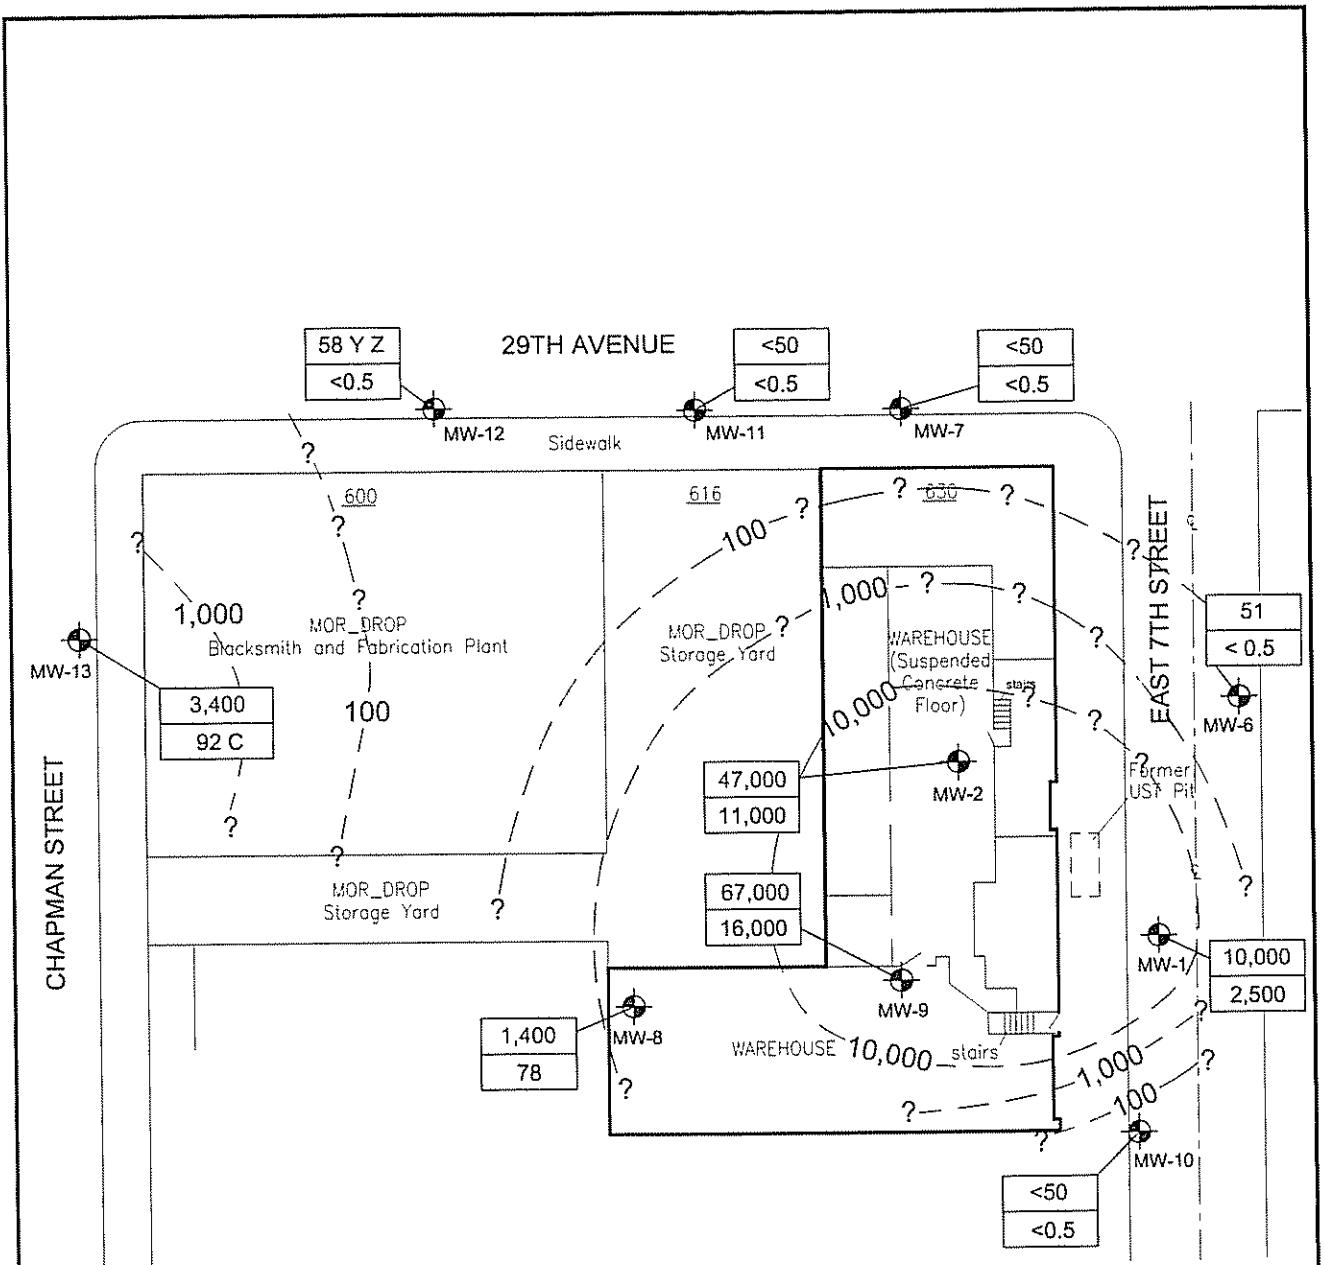 58 Y Z
<0.5
MW-12
29TH AVENUE
<50
<0.5
MW-11
<50
<0.5
MW-7
Sidewalk
600
616
630
?
?
?
?
?
?
?
?
100
?
1,000
?
?
?
1,000
MOR_DROP
Blacksmith and Fabrication Plant
MOR_DROP
Storage Yard
WAREHOUSE
(Suspended
Concrete
Floor)
stairs
EAST 7TH STREET
℄
51
< 0.5
MW-6
MW-13
3,400
92 C
100
10,000
?
?
?
47,000
11,000
MW-2
Former
UST Pit
℄
CHAPMAN STREET
?
?
MOR_DROP
Storage Yard
?
?
67,000
16,000
MW-9
MW-1
10,000
2,500
MW-8
1,400
78
WAREHOUSE
10,000
stairs
?
1,000
?
100
?
?
?
MW-10
<50
<0.5